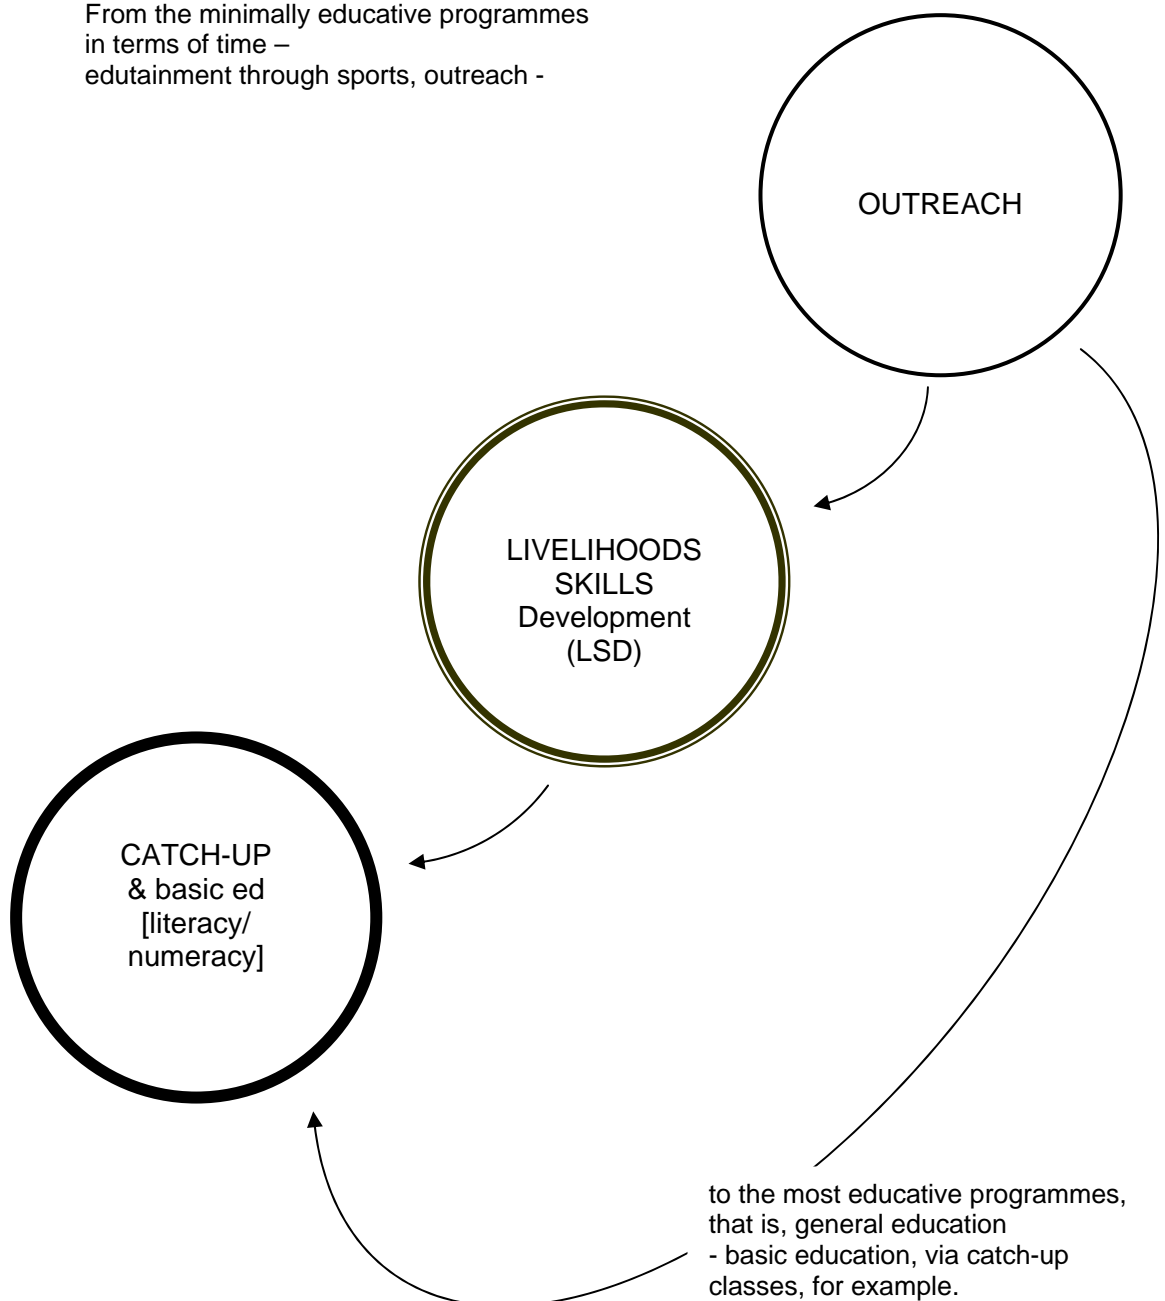 From the minimally educative programmes
in terms of time –
edutainment through sports, outreach -
OUTREACH
LIVELIHOODS
SKILLS
Development
(LSD)
CATCH-UP
& basic ed
[literacy/
numeracy]
to the most educative programmes,
that is, general education
- basic education, via catch-up
classes, for example.